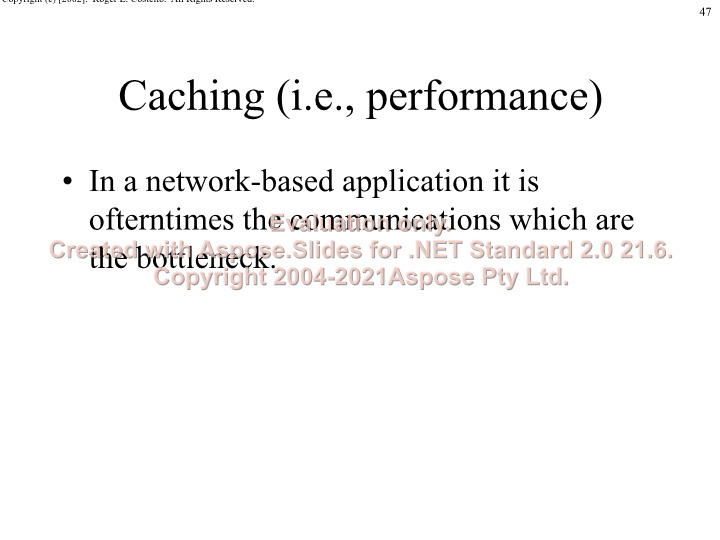 Copyright (c) [2002]. Roger L. Costello. All Rights Reserved.
47
Caching (i.e., performance)
• In a network-based application it is
ofterntimes the communications which are
the bottleneck.
Evaluation only.
Created with Aspose.Slides for .NET Standard 2.0 21.6.
Copyright 2004-2021Aspose Pty Ltd.